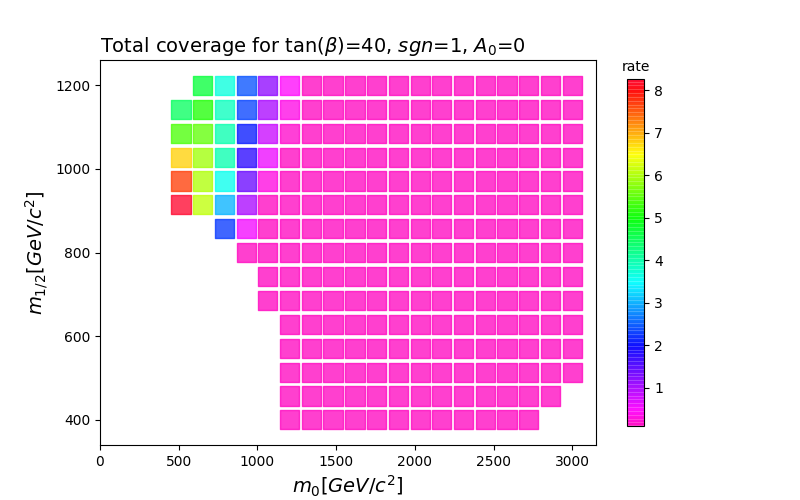 Total coverage for tan(β)=40, sgn=1, A₀=0
rate
1200
1000
800
600
400
m₁/₂[GeV/c²]
8
7
6
5
4
3
2
1
0 500 1000 1500 2000 2500 3000
m₀[GeV/c²]